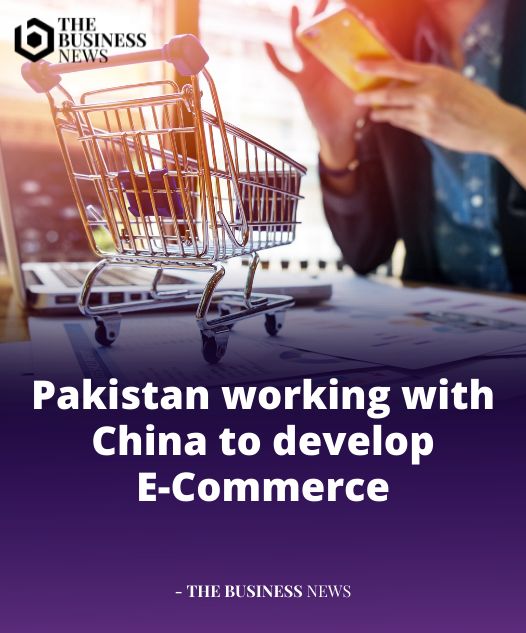 THE
BUSINESS
NEWS
Pakistan working with
China to develop
E-Commerce
- THE BUSINESS NEWS